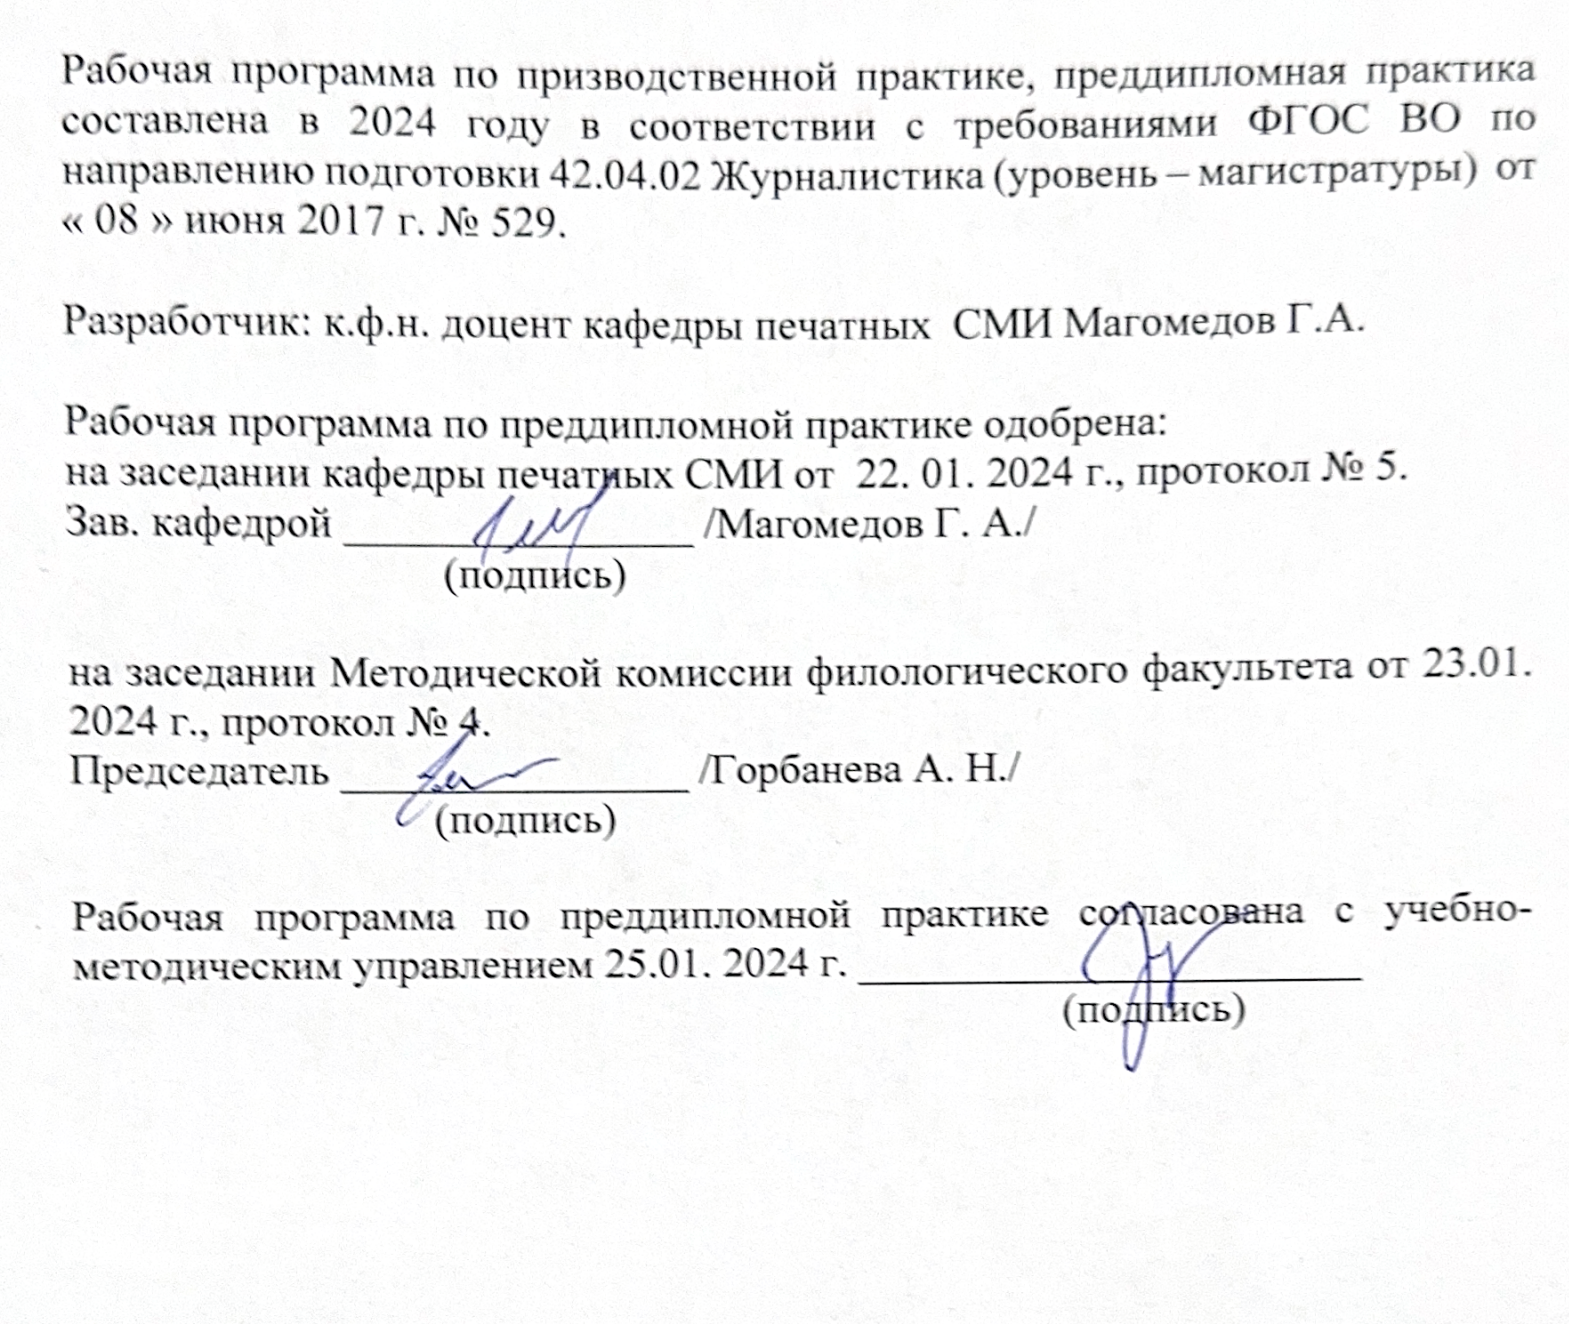 Рабочая программа по призводственной практике, преддипломная практика
составлена в 2024 году в соответствии с требованиями ФГОС ВО по
направлению подготовки 42.04.02 Журналистика (уровень – магистратуры) от
« 08 » июня 2017 г. № 529.
Разработчик: к.ф.н. доцент кафедры печатных СМИ Магомедов Г.А.
Рабочая программа по преддипломной практике одобрена:
на заседании кафедры печатных СМИ от 22. 01. 2024 г., протокол № 5.
Зав. кафедрой _________________ /Магомедов Г. А./
(подпись)
на заседании Методической комиссии филологического факультета от 23.01.
2024 г., протокол № 4.
Председатель _________________ /Горбанева А. Н./
(подпись)
Рабочая программа по преддипломной практике согласована с учебно-
методическим управлением 25.01. 2024 г. ________________________
(подпись)